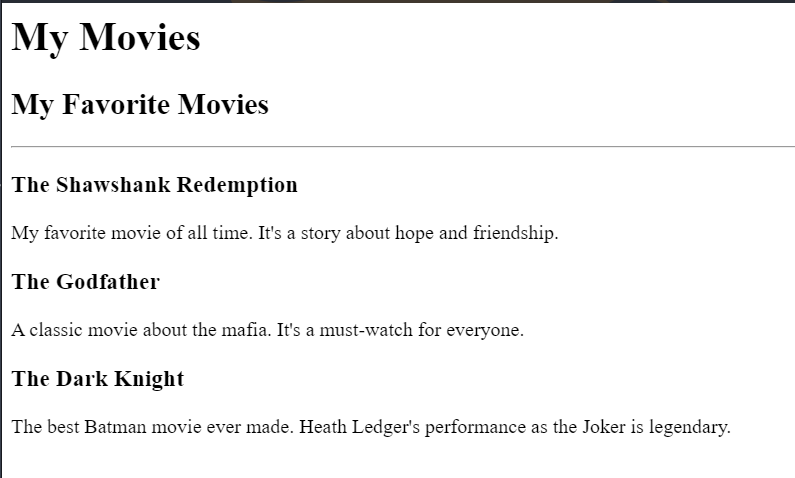 My Movies
My Favorite Movies
The Shawshank Redemption
My favorite movie of all time. It's a story about hope and friendship.
The Godfather
A classic movie about the mafia. It's a must-watch for everyone.
The Dark Knight
The best Batman movie ever made. Heath Ledger's performance as the Joker is legendary.